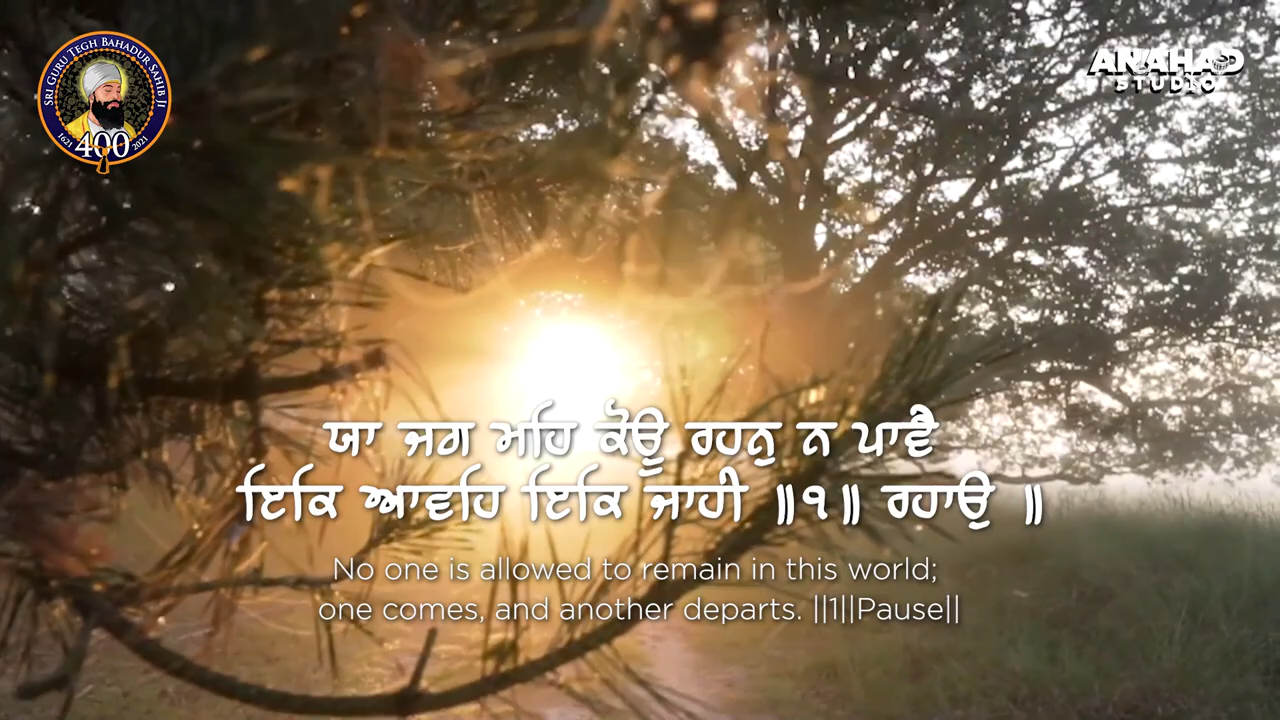 SRI GURU TEGH BAHADUR SAHIB JI
1621 400 2021
ANAHAD
STUDIO
ਯਾ ਜਗ ਮਹਿ ਕੋਊ ਰਹਨੁ ਨ ਪਾਵੈ
ਇਕਿ ਆਵਹਿ ਇਕਿ ਜਾਹੀ ॥੧॥ ਰਹਾਉ ॥
No one is allowed to remain in this world;
one comes, and another departs. ||1||Pause||